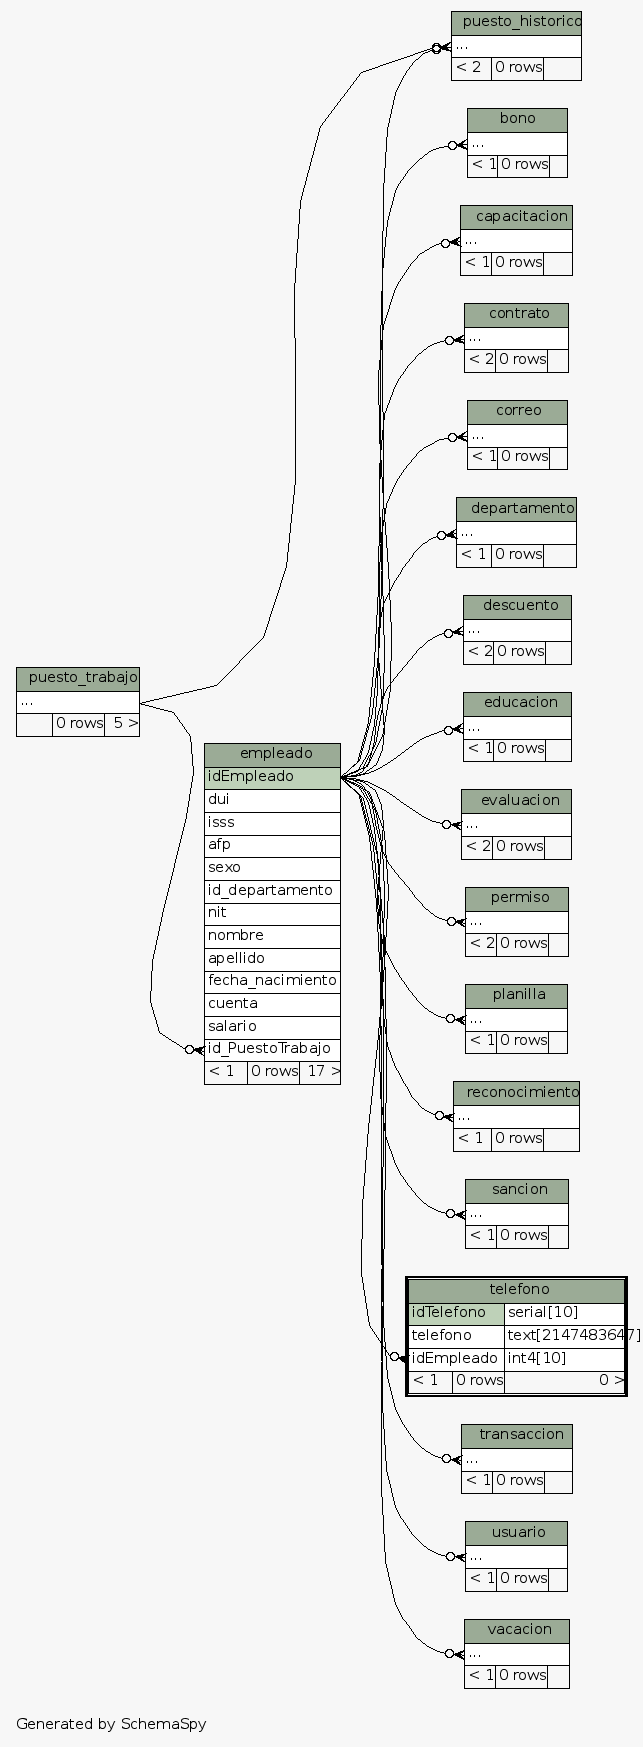 puesto_historico
...
< 2 0 rows
bono
...
< 1 0 rows
capacitacion
...
< 1 0 rows
contrato
...
< 2 0 rows
correo
...
< 1 0 rows
departamento
...
< 1 0 rows
descuento
...
< 2 0 rows
puesto_trabajo
...
0 rows 5 >
educacion
...
< 1 0 rows
empleado
idEmpleado
dui
isss
afp
sexo
id_departamento
nit
nombre
apellido
fecha_nacimiento
cuenta
salario
id_PuestoTrabajo
< 1 0 rows 17 >
evaluacion
...
< 2 0 rows
permiso
...
< 2 0 rows
planilla
...
< 1 0 rows
reconocimiento
...
< 1 0 rows
sancion
...
< 1 0 rows
telefono
idTelefono serial[10]
telefono text[2147483647]
idEmpleado int4[10]
< 1 0 rows 0 >
transaccion
...
< 1 0 rows
usuario
...
< 1 0 rows
vacacion
...
< 1 0 rows
Generated by SchemaSpy